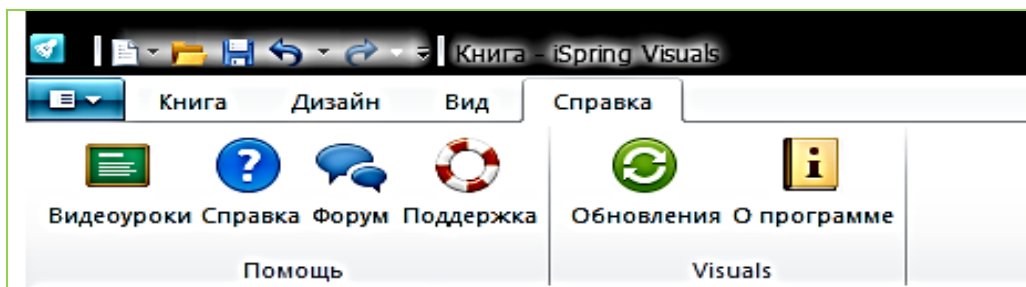 Книга - iSpring Visuals
Книга Дизайн Вид Справка
Видеоуроки Справка Форум Поддержка Обновления О программе
Помощь Visuals